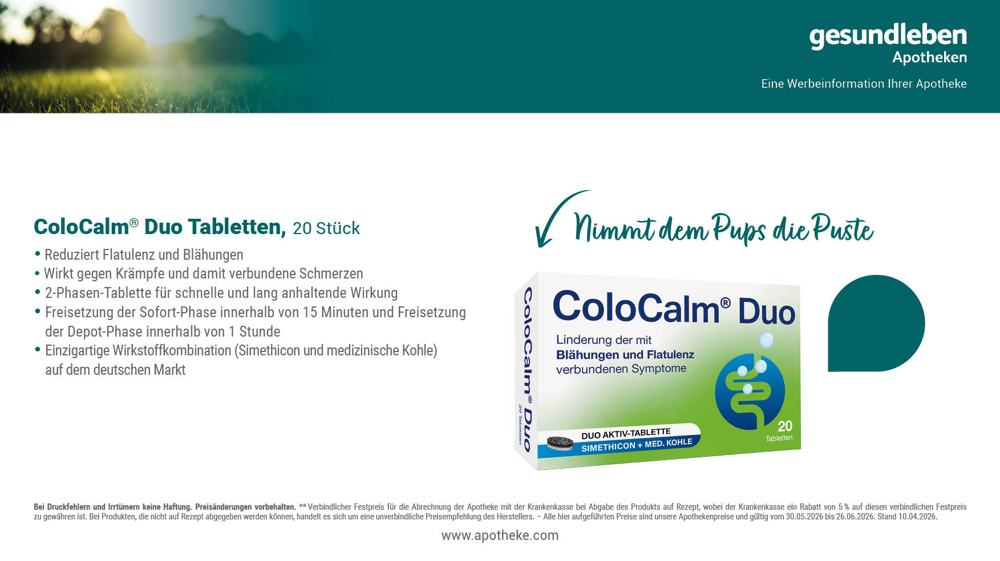 gesundleben
Apotheken
Eine Werbeinformation Ihrer Apotheke
ColoCalm® Duo Tabletten, 20 Stück
• Reduziert Flatulenz und Blähungen
• Wirkt gegen Krämpfe und damit verbundene Schmerzen
• 2-Phasen-Tablette für schnelle und lang anhaltende Wirkung
• Freisetzung der Sofort-Phase innerhalb von 15 Minuten und Freisetzung
der Depot-Phase innerhalb von 1 Stunde
• Einzigartige Wirkstoffkombination (Simethicon und medizinische Kohle)
auf dem deutschen Markt
Nimmt dem Pups die Puste
ColoCalm® Duo
20 Tabletten
ColoCalm® Duo
Linderung der mit
Blähungen und Flatulenz
verbundenen Symptome
DUO AKTIV-TABLETTE
SIMETHICON + MED. KOHLE
20
Tabletten
Bei Druckfehlern und Irrtümern keine Haftung. Preisänderungen vorbehalten. ** Verbindlicher Festpreis für die Abrechnung der Apotheke mit der Krankenkasse bei Abgabe des Produkts auf Rezept, wobei der Krankenkasse ein Rabatt von 5 % auf diesen verbindlichen Festpreis
zu gewähren ist. Bei Produkten, die nicht auf Rezept abgegeben werden können, handelt es sich um eine unverbindliche Preisempfehlung des Herstellers. – Alle hier aufgeführten Preise sind unsere Apothekenpreise und gültig vom 30.05.2026 bis 26.06.2026. Stand 10.04.2026.
www.apotheke.com